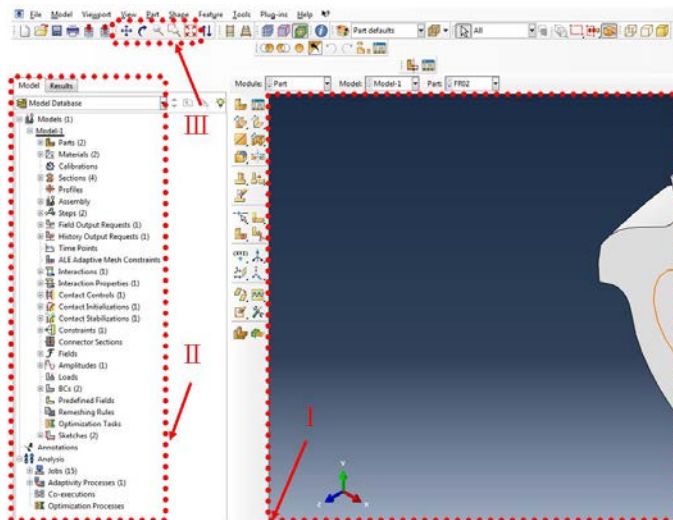 File Model Viewport View Part Shape Feature Tools Plug-ins Help
Part defaults
All
Model Results
Module: Part Model: Model-1 Part: FR02
Model Database
III
Models (1)
Model-1
Parts (2)
Materials (2)
Calibrations
Sections (4)
Profiles
Assembly
Steps (2)
Field Output Requests (1)
History Output Requests (1)
Time Points
ALE Adaptive Mesh Constraints
Interactions (1)
Interaction Properties (1)
Contact Controls (1)
Contact Initializations (1)
Contact Stabilizations (1)
Constraints (1)
Connector Sections
Fields
II
Amplitudes (1)
Loads
BCs (2)
Predefined Fields
Remeshing Rules
Optimization Tasks
I
Sketches (2)
Annotations
Analysis
Jobs (15)
Adaptivity Processes (1)
Co-executions
Optimization Processes
Y
Z X